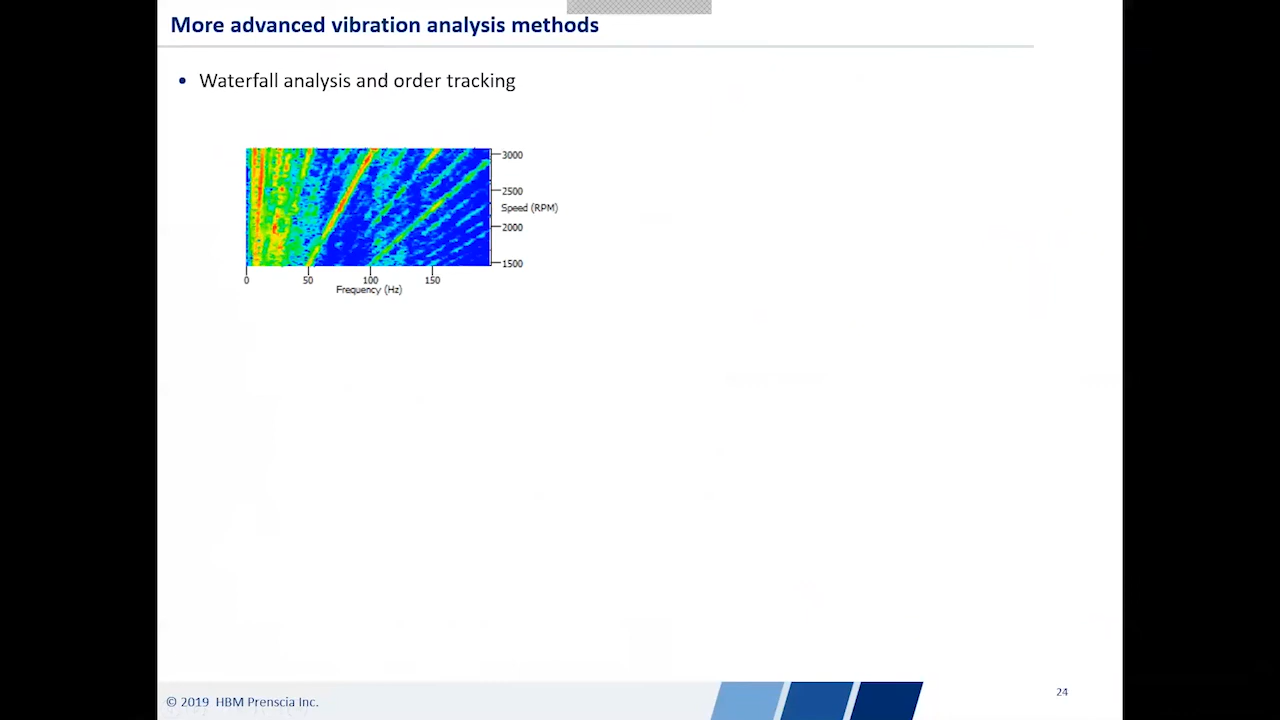 More advanced vibration analysis methods
• Waterfall analysis and order tracking
3000
2500
Speed (RPM)
2000
1500
0 50 100 150
Frequency (Hz)
© 2019 HBM Prenscia Inc.
24